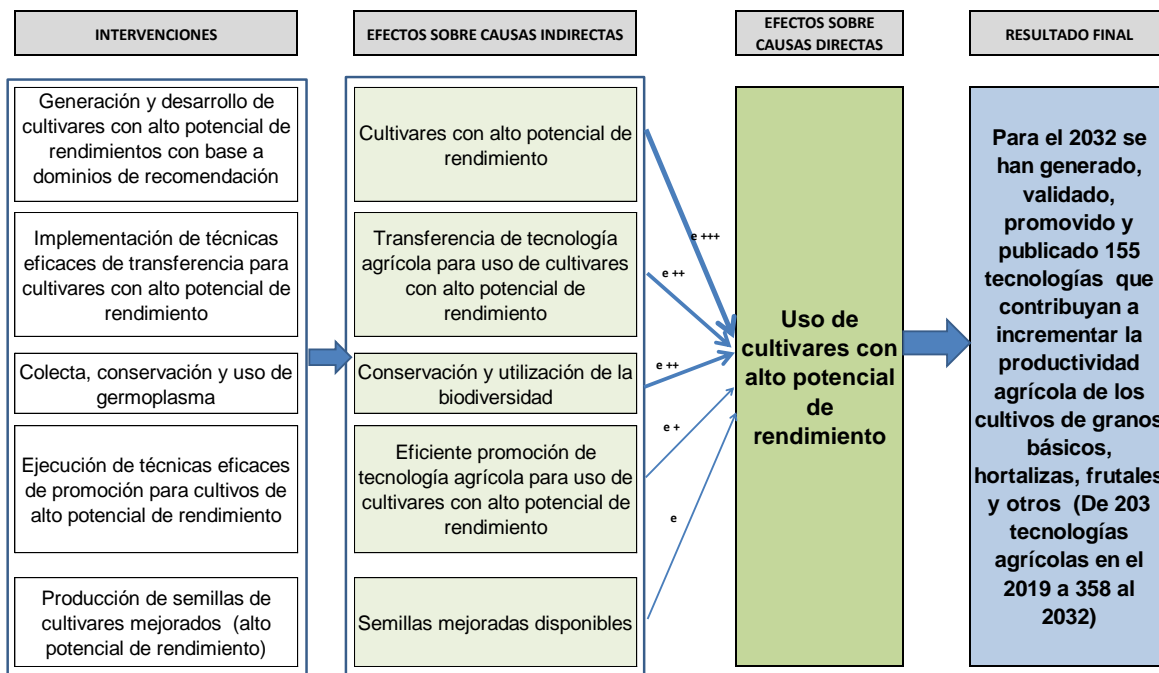 INTERVENCIONES
EFECTOS SOBRE CAUSAS INDIRECTAS
EFECTOS SOBRE
CAUSAS DIRECTAS
RESULTADO FINAL
Generación y desarrollo de
cultivares con alto potencial de
rendimientos con base a
dominios de recomendación
Implementación de técnicas
eficaces de transferencia para
cultivares con alto potencial de
rendimiento
Colecta, conservación y uso de
germoplasma
Ejecución de técnicas eficaces
de promoción para cultivos de
alto potencial de rendimiento
Producción de semillas de
cultivares mejorados (alto
potencial de rendimiento)
Cultivares con alto potencial de
rendimiento
Transferencia de tecnología
agrícola para uso de cultivares
con alto potencial de
rendimiento
Conservación y utilización de la
biodiversidad
Eficiente promoción de
tecnología agrícola para uso de
cultivares con alto potencial de
rendimiento
Semillas mejoradas disponibles
e +++
e ++
e ++
e +
e
Uso de
cultivares con
alto potencial
de
rendimiento
Para el 2032 se
han generado,
validado,
promovido y
publicado 155
tecnologías que
contribuyan a
incrementar la
productividad
agrícola de los
cultivos de granos
básicos,
hortalizas, frutales
y otros (De 203
tecnologías
agrícolas en el
2019 a 358 al
2032)